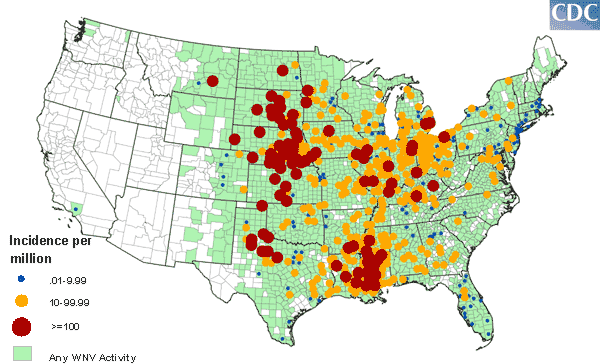 CDC
Incidence per
million
.01-9.99
10-99.99
>=100
Any WNV Activity